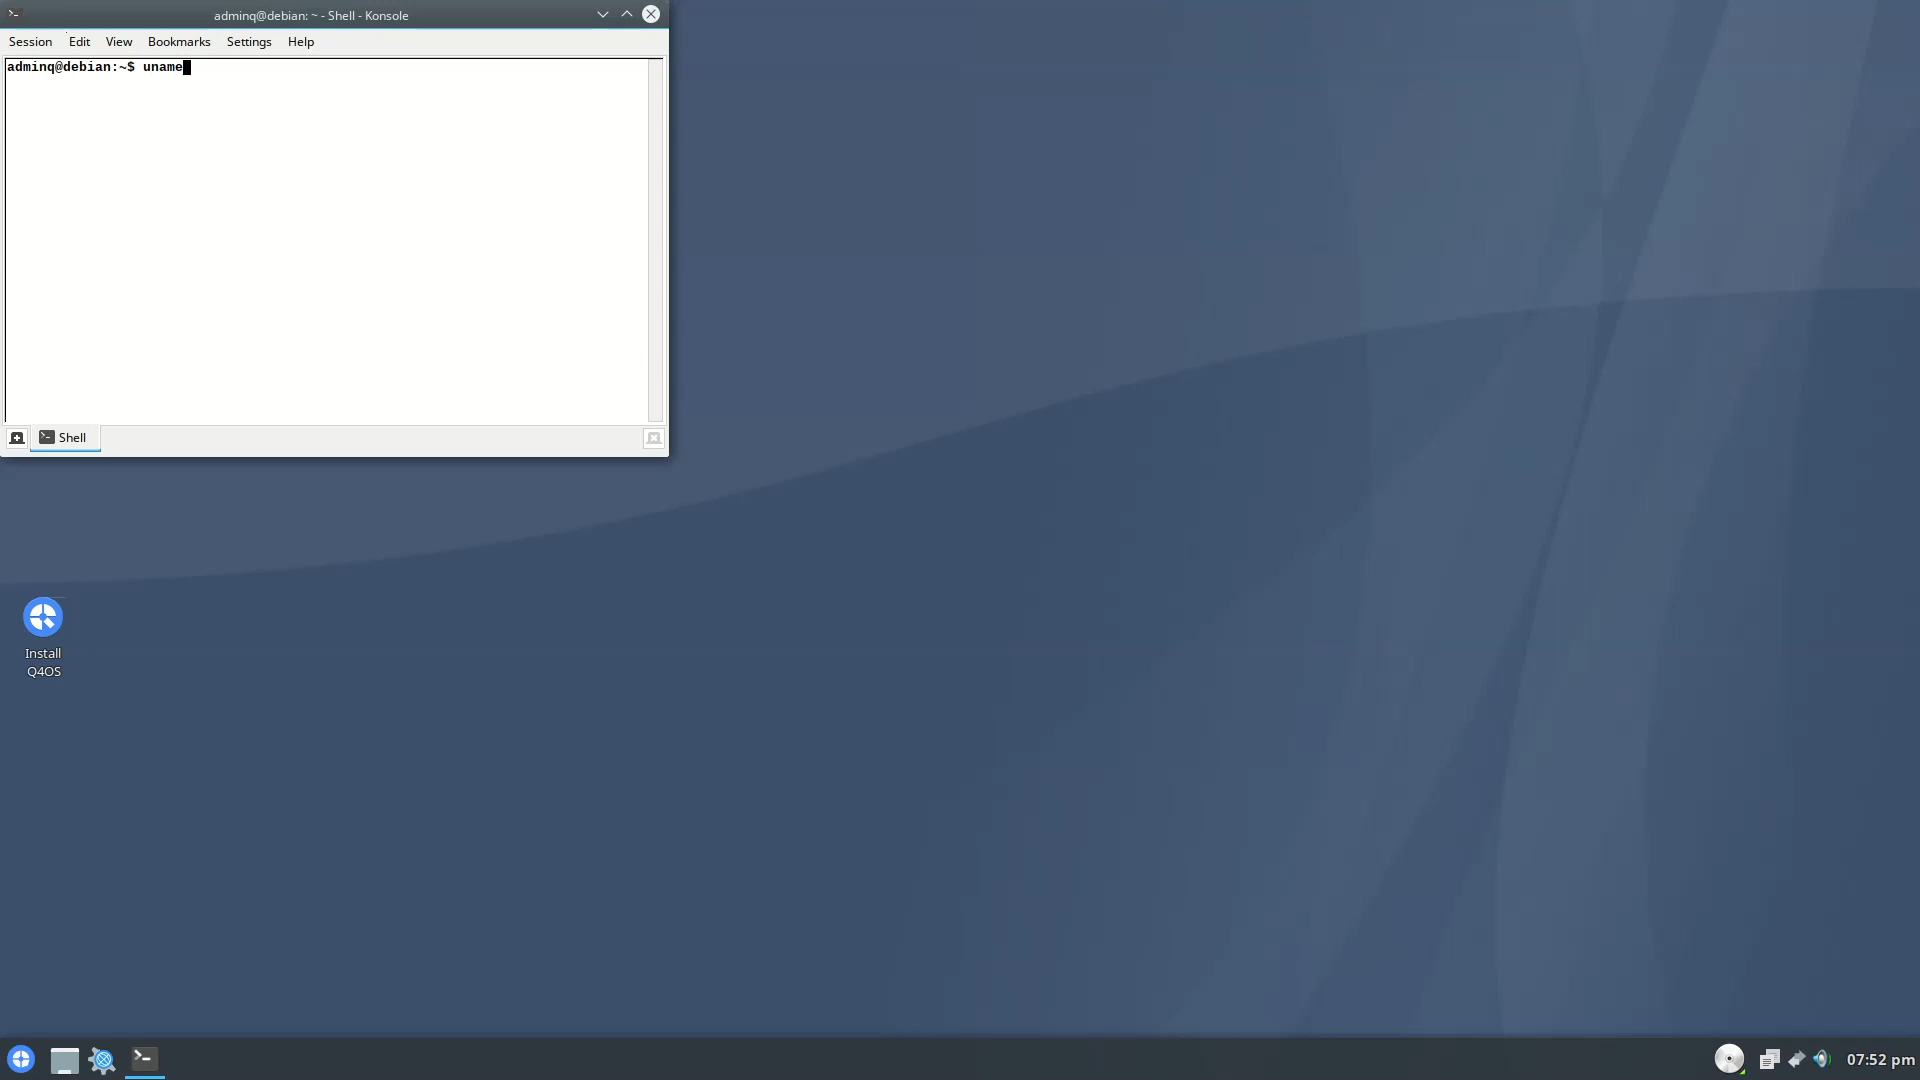 adminq@debian: ~ - Shell - Konsole
Session Edit View Bookmarks Settings Help
adminq@debian:~$ uname
Shell
Install
Q4OS
07:52 pm